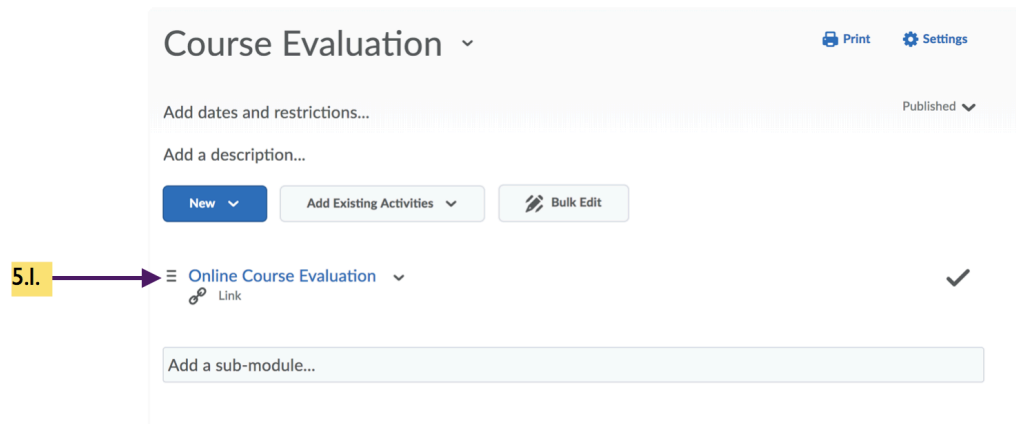 Course Evaluation
Print
Settings
Add dates and restrictions...
Published
Add a description...
New
Add Existing Activities
Bulk Edit
5.I.
Online Course Evaluation
Link
Add a sub-module...